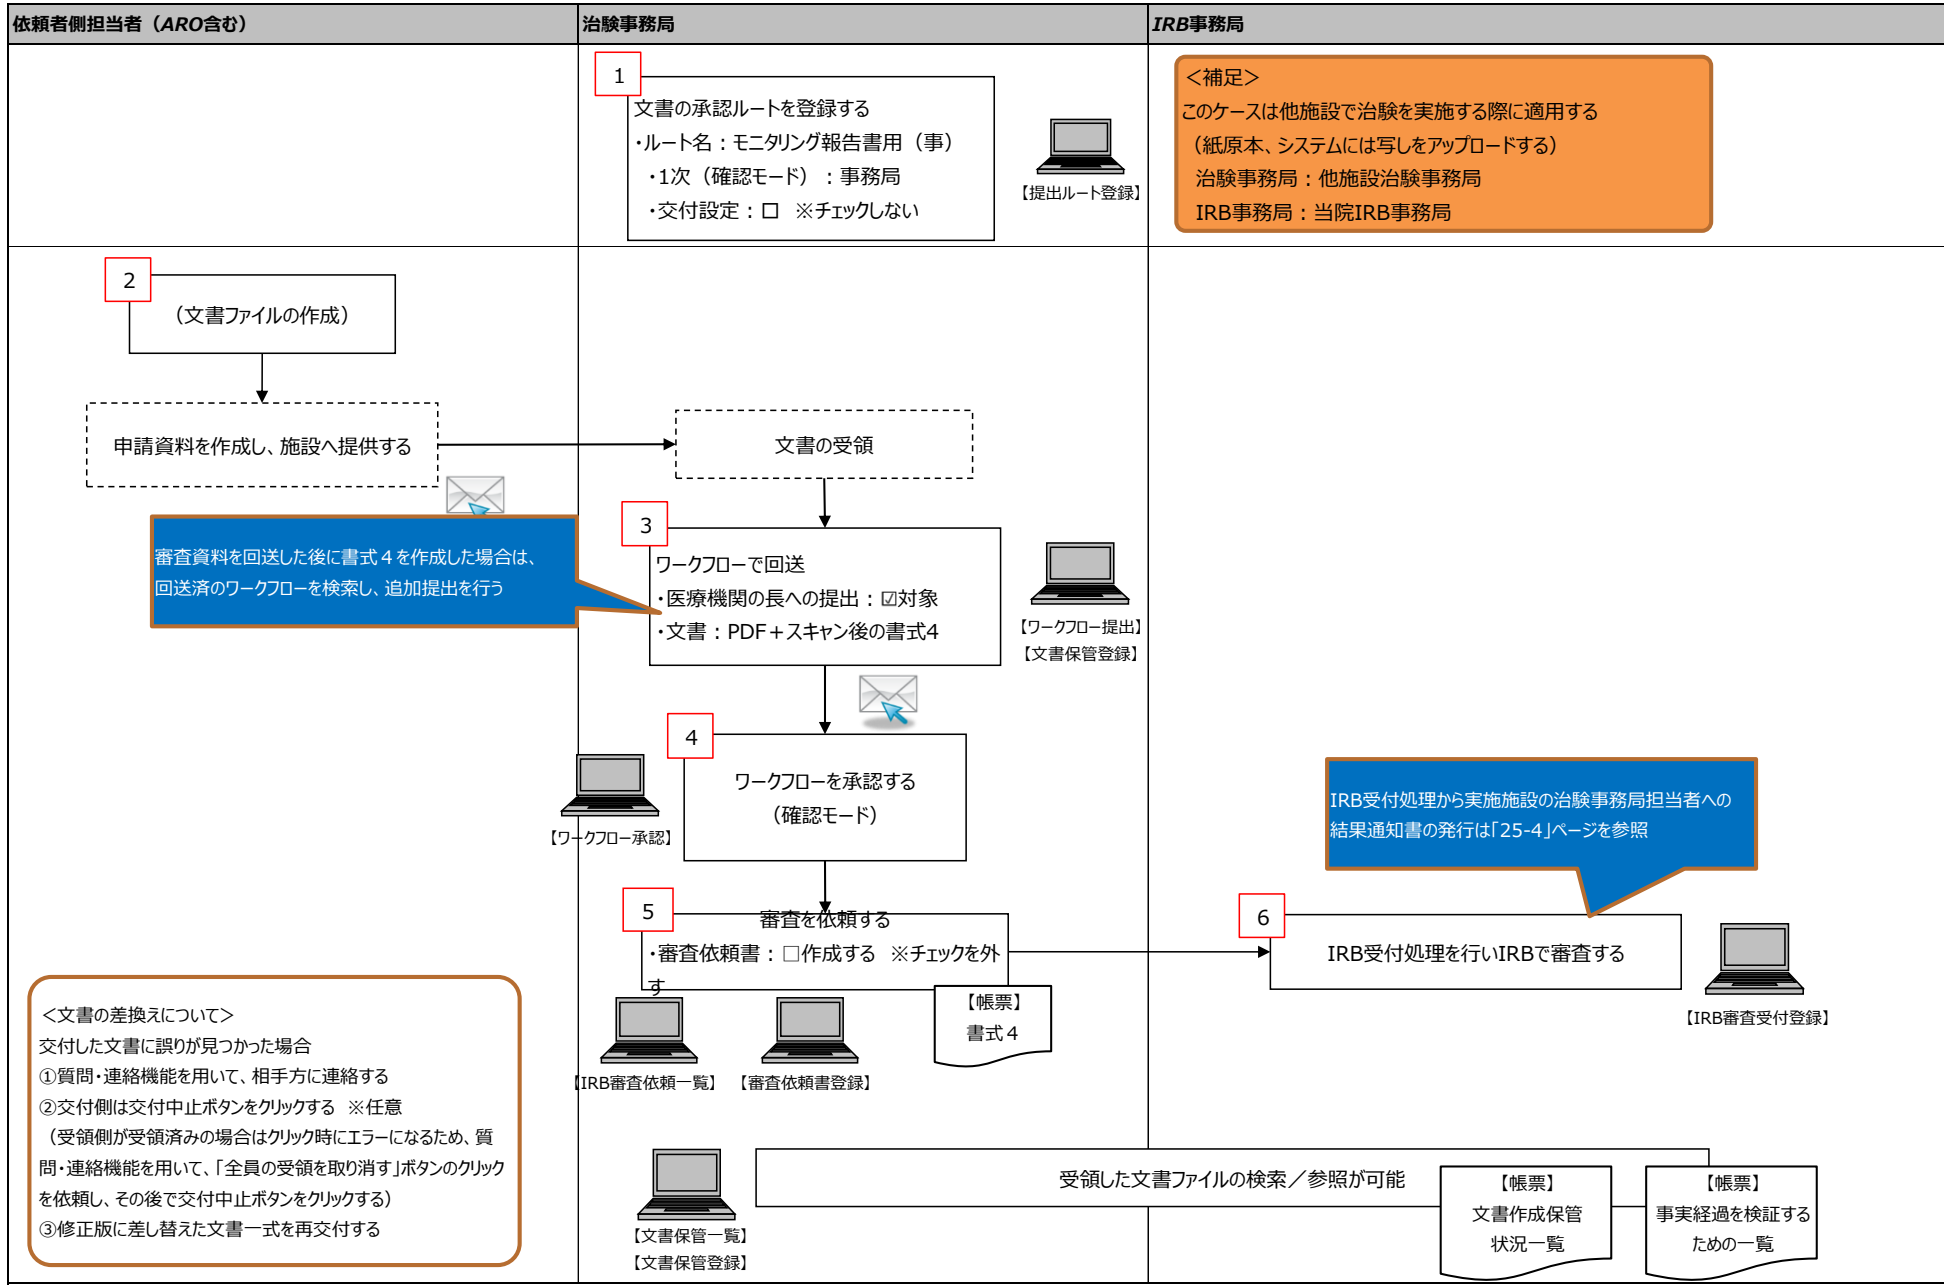 依頼者側担当者（ARO含む）
治験事務局
IRB事務局
1
文書の承認ルートを登録する
・ルート名：モニタリング報告書用（事）
・1次（確認モード）：事務局
・交付設定：☐ ※チェックしない
【提出ルート登録】
＜補足＞
このケースは他施設で治験を実施する際に適用する
（紙原本、システムには写しをアップロードする）
治験事務局：他施設治験事務局
IRB事務局：当院IRB事務局
2
（文書ファイルの作成）
申請資料を作成し、施設へ提供する
文書の受領
審査資料を回送した後に書式４を作成した場合は、
回送済のワークフローを検索し、追加提出を行う
3
ワークフローで回送
・医療機関の長への提出：☑対象
・文書：PDF＋スキャン後の書式4
【ワークフロー提出】
【文書保管登録】
4
ワークフローを承認する
（確認モード）
【ワークフロー承認】
IRB受付処理から実施施設の治験事務局担当者への
結果通知書の発行は「25-4」ページを参照
5
審査を依頼する
・審査依頼書：□作成する ※チェックを外
す
【帳票】
書式４
【IRB審査依頼一覧】
【審査依頼書登録】
6
IRB受付処理を行いIRBで審査する
【IRB審査受付登録】
＜文書の差換えについて＞
交付した文書に誤りが見つかった場合
①質問・連絡機能を用いて、相手方に連絡する
②交付側は交付中止ボタンをクリックする ※任意
（受領側が受領済みの場合はクリック時にエラーになるため、質
問・連絡機能を用いて、「全員の受領を取り消す」ボタンのクリック
を依頼し、その後で交付中止ボタンをクリックする）
③修正版に差し替えた文書一式を再交付する
受領した文書ファイルの検索／参照が可能
【文書保管一覧】
【文書保管登録】
【帳票】
文書作成保管
状況一覧
【帳票】
事実経過を検証する
ための一覧